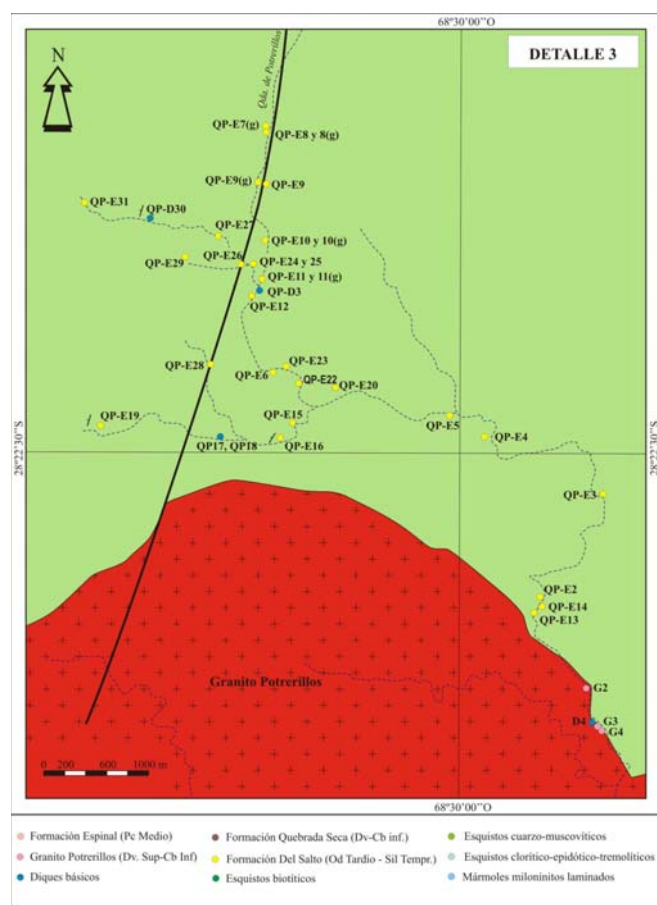 68°30'00''O
DETALLE 3
N
Qda. de Potrerillos
QP-E7(g)
QP-E8 y 8(g)
QP-E9(g)
QP-E9
QP-E31
QP-D30
QP-E27
QP-E10 y 10(g)
QP-E29
QP-E26
QP-E24 y 25
QP-E11 y 11(g)
QP-D3
QP-E12
QP-E28
QP-E23
QP-E6
QP-E22
QP-E20
QP-E19
QP-E15
QP-E5
QP17, QP18
QP-E16
QP-E4
28°22'30''S
28°22'30''S
QP-E3
QP-E2
QP-E14
QP-E13
Granito Potrerillos
G2
D4
G3
G4
0 200 600 1000 m
68°30'00''O
Formación Espinal (Pc Medio)
Formación Quebrada Seca (Dv-Cb inf.)
Esquistos cuarzo-muscovíticos
Granito Potrerillos (Dv. Sup-Cb Inf)
Formación Del Salto (Od Tardio - Sil Tempr.)
Esquistos clorítico-epidótico-tremolíticos
Diques básicos
Esquistos biotíticos
Mármoles milonínitos laminados